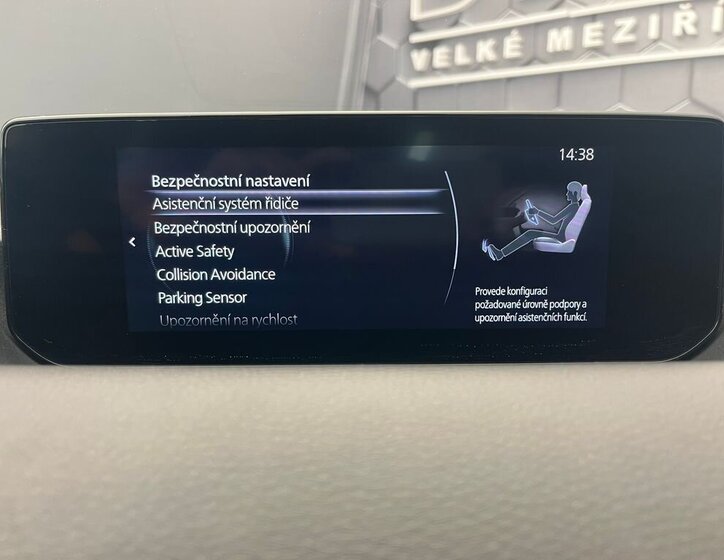 VELKÉ MEZIŘÍ
14:38
Bezpečnostní nastavení
Asistenční systém řidiče
Bezpečnostní upozornění
Active Safety
Collision Avoidance
Parking Sensor
Upozornění na rychlost
Provede konfiguraci
požadované úrovně podpory a
upozornění asistenčních funkcí.